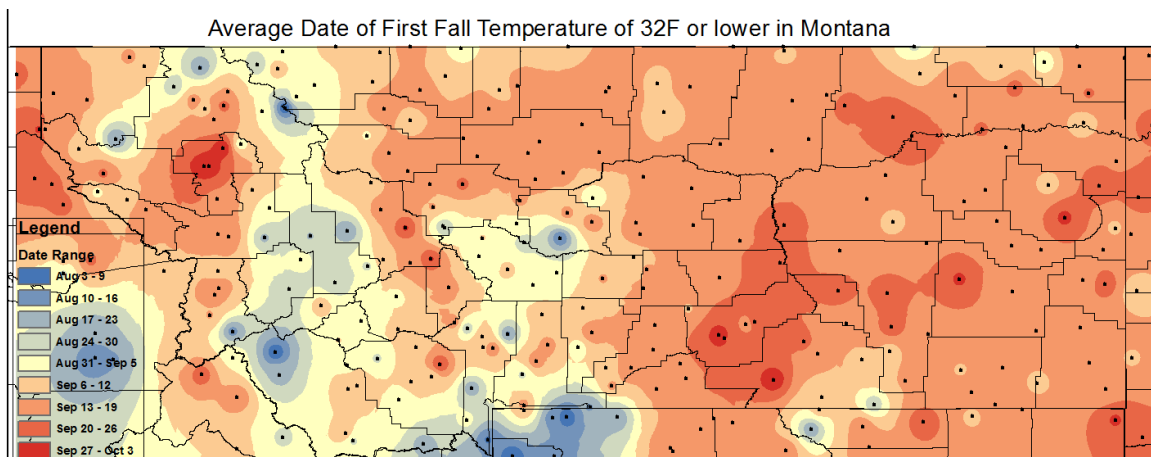 Average Date of First Fall Temperature of 32F or lower in Montana
Legend
Date Range
Aug 3 - 9
Aug 10 - 16
Aug 17 - 23
Aug 24 - 30
Aug 31 - Sep 5
Sep 6 - 12
Sep 13 - 19
Sep 20 - 26
Sep 27 - Oct 3